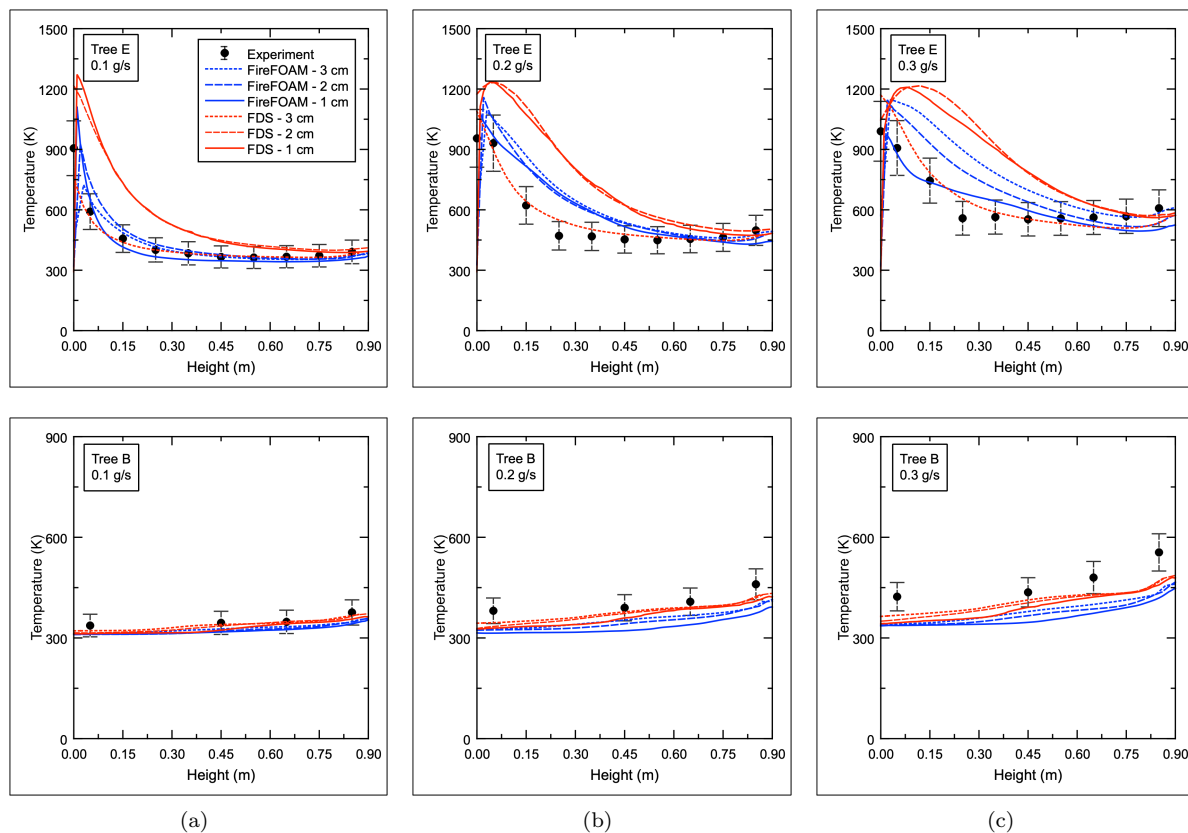 Tree E
0.1 g/s
Experiment
FireFOAM - 3 cm
FireFOAM - 2 cm
FireFOAM - 1 cm
FDS - 3 cm
FDS - 2 cm
FDS - 1 cm
Temperature (K)
1500
1200
900
600
300
0
0.00 0.15 0.30 0.45 0.60 0.75 0.90
Height (m)
Tree E
0.2 g/s
Temperature (K)
1500
1200
900
600
300
0
0.00 0.15 0.30 0.45 0.60 0.75 0.90
Height (m)
Tree E
0.3 g/s
Temperature (K)
1500
1200
900
600
300
0
0.00 0.15 0.30 0.45 0.60 0.75 0.90
Height (m)
Tree B
0.1 g/s
Temperature (K)
900
600
300
0
0.00 0.15 0.30 0.45 0.60 0.75 0.90
Height (m)
Tree B
0.2 g/s
Temperature (K)
900
600
300
0
0.00 0.15 0.30 0.45 0.60 0.75 0.90
Height (m)
Tree B
0.3 g/s
Temperature (K)
900
600
300
0
0.00 0.15 0.30 0.45 0.60 0.75 0.90
Height (m)
(a) (b) (c)